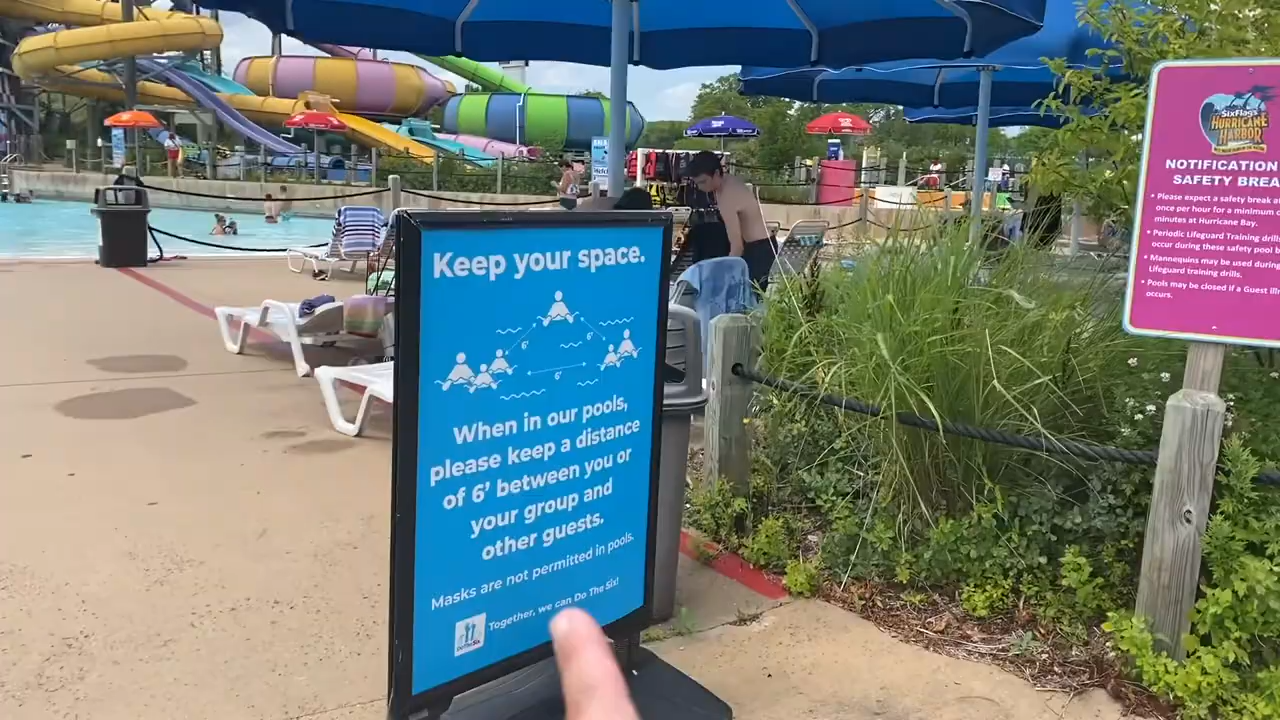 Keep your space.
6'
6'
6'
When in our pools,
please keep a distance
of 6' between you or
your group and
other guests.
Masks are not permitted in pools.
Together, we can Do The Six!
SixFlags
HURRICANE
HARBOR
NOTIFICATION
SAFETY BREA
• Please expect a safety break
once per hour for a minimum
minutes at Hurricane Bay.
• Periodic Lifeguard Training drills
occur during these safety pool
• Mannequins may be used during
Lifeguard training drills.
• Pools may be closed if a Guest
occurs.